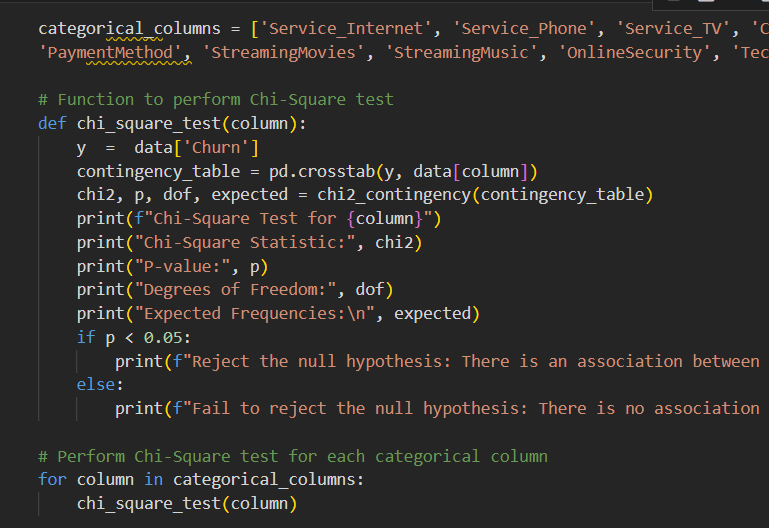 categorical_columns = ['Service_Internet', 'Service_Phone', 'Service_TV', 
'PaymentMethod', 'StreamingMovies', 'StreamingMusic', 'OnlineSecurity', 
# Function to perform Chi-Square test
def chi_square_test(column):
    y  =  data['Churn']
    contingency_table = pd.crosstab(y, data[column])
    chi2, p, dof, expected = chi2_contingency(contingency_table)
    print(f"Chi-Square Test for {column}")
    print("Chi-Square Statistic:", chi2)
    print("P-value:", p)
    print("Degrees of Freedom:", dof)
    print("Expected Frequencies:\n", expected)
    if p < 0.05:
        print(f"Reject the null hypothesis: There is an association between
    else:
        print(f"Fail to reject the null hypothesis: There is no association
# Perform Chi-Square test for each categorical column
for column in categorical_columns:
    chi_square_test(column)